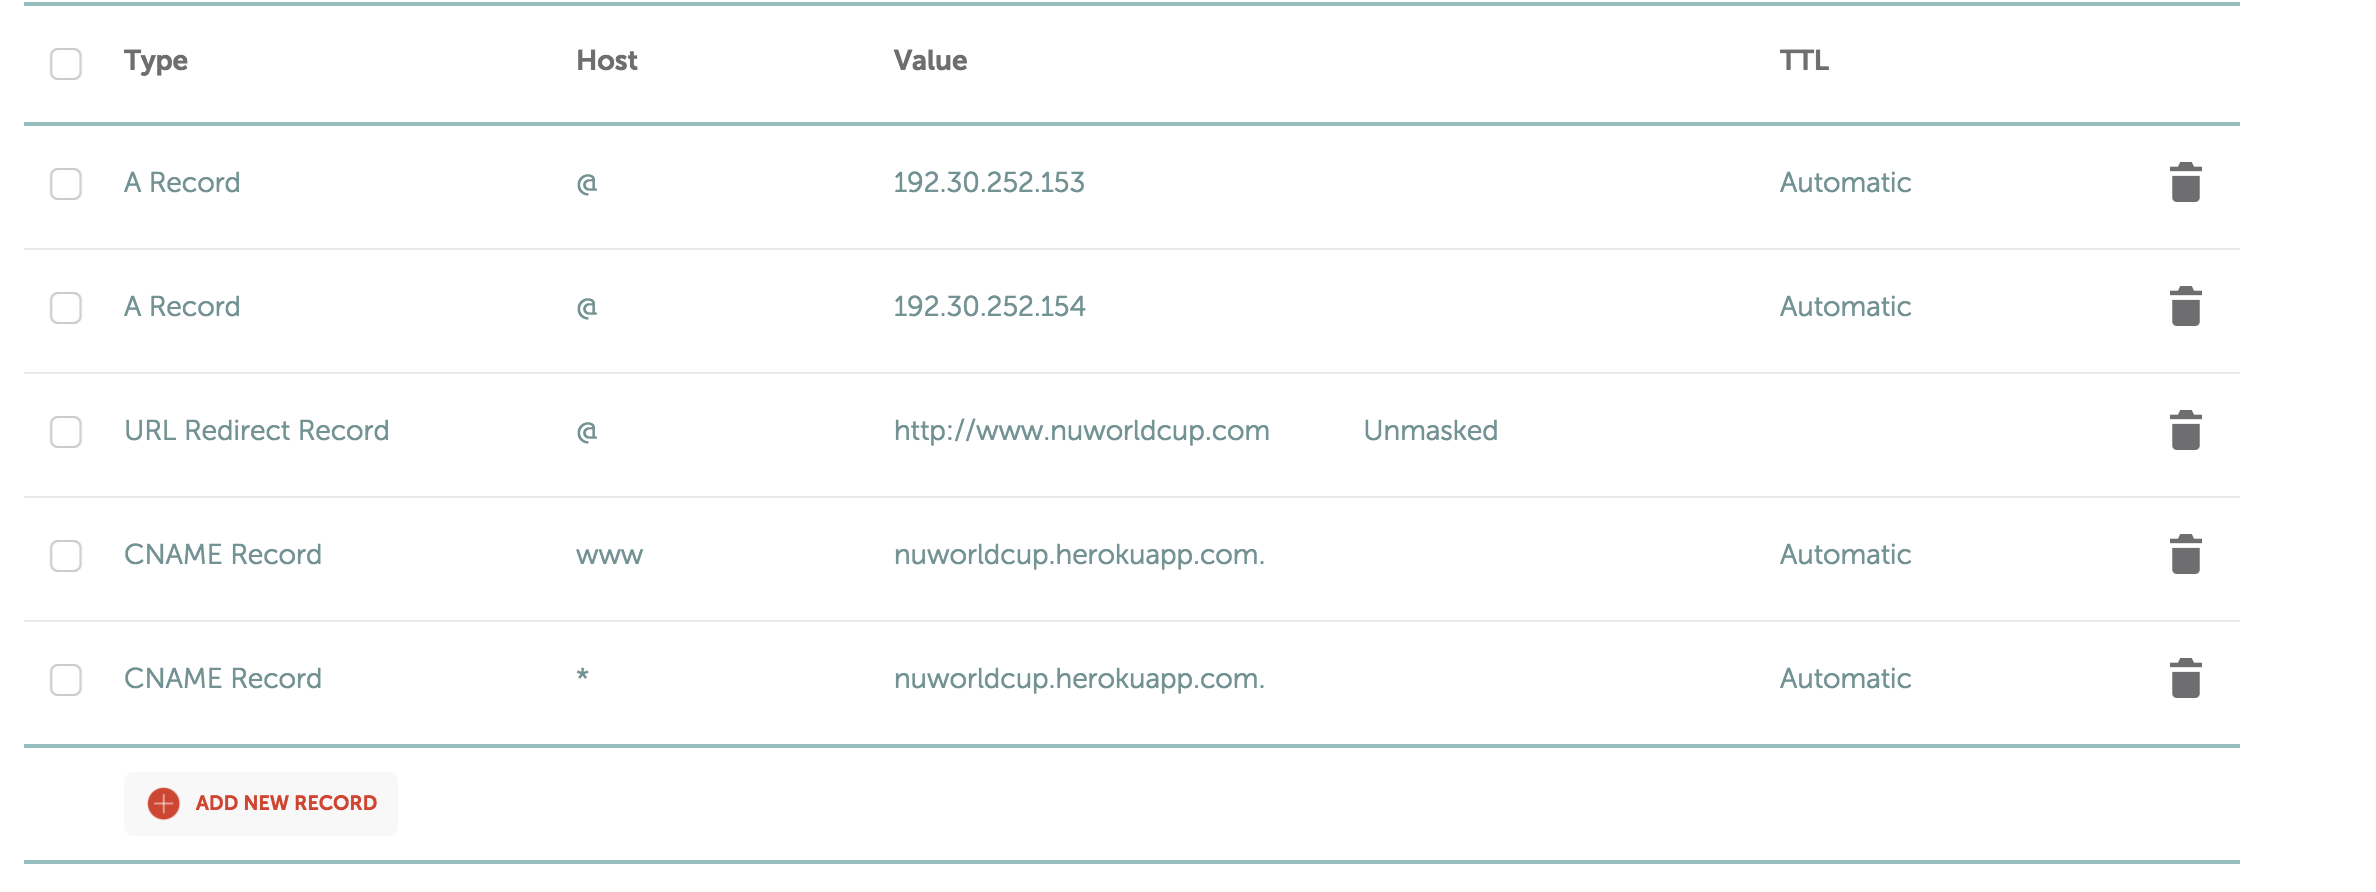 Type Host Value TTL
A Record @ 192.30.252.153 Automatic
A Record @ 192.30.252.154 Automatic
URL Redirect Record @ http://www.nuworldcup.com Unmasked
CNAME Record www nuworldcup.herokuapp.com. Automatic
CNAME Record * nuworldcup.herokuapp.com. Automatic
ADD NEW RECORD